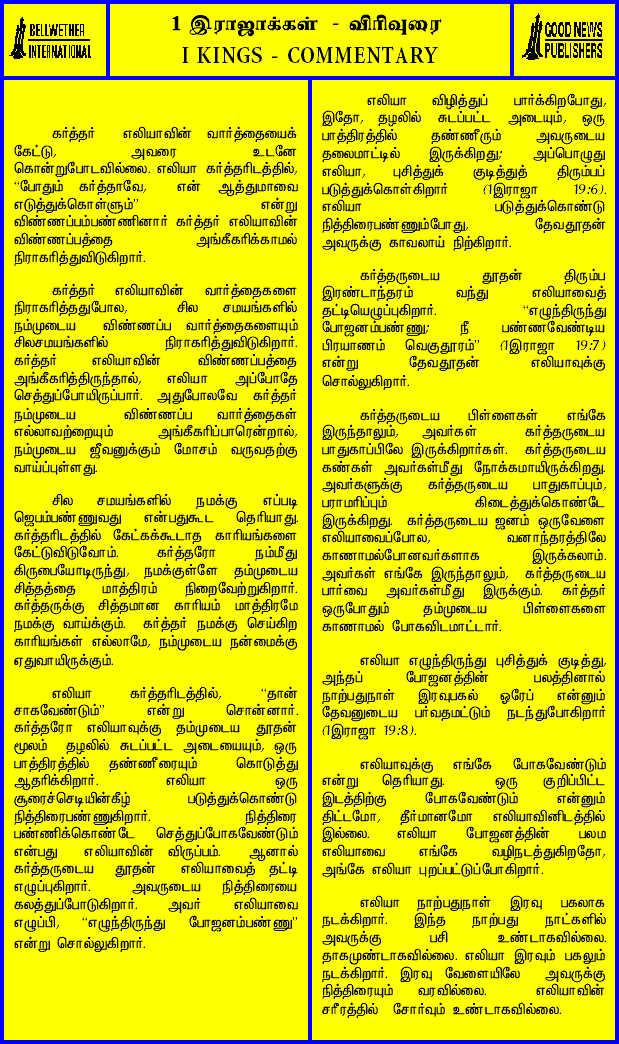 BELLWETHER
INTERNATIONAL
1 இராஜாக்கள் - விரிவுரை
I KINGS - COMMENTARY
GOOD NEWS
PUBLISHERS
கர்த்தர் எலியாவின் வார்த்தையைக்
கேட்டு, அவரை உடனே
கொன்றுபோடவில்லை. எலியா கர்த்தரிடத்தில்,
“போதும் கர்த்தாவே, என் ஆத்துமாவை
எடுத்துக்கொள்ளும்” என்று
விண்ணப்பம்பண்ணினார் கர்த்தர் எலியாவின்
விண்ணப்பத்தை அங்கீகரிக்காமல்
நிராகரித்துவிடுகிறார்.
கர்த்தர் எலியாவின் வார்த்தைகளை
நிராகரித்ததுபோல, சில சமயங்களில்
நம்முடைய விண்ணப்ப வார்த்தைகளையும்
சிலசமயங்களில் நிராகரித்துவிடுகிறார்.
கர்த்தர் எலியாவின் விண்ணப்பத்தை
அங்கீகரித்திருந்தால், எலியா அப்போதே
செத்துப்போயிருப்பார். அதுபோலவே கர்த்தர்
நம்முடைய விண்ணப்ப வார்த்தைகள்
எல்லாவற்றையும் அங்கீகரிப்பாரென்றால்,
நம்முடைய ஜீவனுக்கும் மோசம் வருவதற்கு
வாய்ப்புள்ளது.
சில சமயங்களில் நமக்கு எப்படி
ஜெபம்பண்ணுவது என்பதுகூட தெரியாது.
கர்த்தரிடத்தில் கேட்கக்கூடாத காரியங்களை
கேட்டுவிடுவோம். கர்த்தரோ நம்மீது
கிருபையோடிருந்து, நமக்குள்ளே தம்முடைய
சித்தத்தை மாத்திரம் நிறைவேற்றுகிறார்.
கர்த்தருக்கு சித்தமான காரியம் மாத்திரமே
நமக்கு வாய்க்கும். கர்த்தர் நமக்கு செய்கிற
காரியங்கள் எல்லாமே, நம்முடைய நன்மைக்கு
ஏதுவாயிருக்கும்.
எலியா கர்த்தரிடத்தில், “தான்
சாகவேண்டும்” என்று சொன்னார்.
கர்த்தரோ எலியாவுக்கு தம்முடைய தூதன்
மூலம் தழலில் சுடப்பட்ட அடையையும், ஒரு
பாத்திரத்தில் தண்ணீரையும் கொடுத்து
ஆதரிக்கிறார். எலியா ஒரு
சூரைச்செடியின்கீழ் படுத்துக்கொண்டு
நித்திரைபண்ணுகிறார். நித்திரை
பண்ணிக்கொண்டே செத்துப்போகவேண்டும்
என்பது எலியாவின் விருப்பம். ஆனால்
கர்த்தருடைய தூதன் எலியாவைத் தட்டி
எழுப்புகிறார். அவருடைய நித்திரையை
கலத்துப்போடுகிறார். அவர் எலியாவை
எழுப்பி, “எழுந்திருந்து போஜனம்பண்ணு”
என்று சொல்லுகிறார்.
எலியா விழித்துப் பார்க்கிறபோது,
இதோ, தழலில் சுடப்பட்ட அடையும், ஒரு
பாத்திரத்தில் தண்ணீரும் அவருடைய
தலைமாட்டில் இருக்கிறது; அப்பொழுது
எலியா, புசித்துக் குடித்துத் திரும்பப்
படுத்துக்கொள்கிறார் (1இராஜா 19:6).
எலியா படுத்துக்கொண்டு
நித்திரைபண்ணும்போது, தேவதூதன்
அவருக்கு காவலாய் நிற்கிறார்.
கர்த்தருடைய தூதன் திரும்ப
இரண்டாந்தரம் வந்து எலியாவைத்
தட்டியெழுப்புகிறார். “எழுந்திருந்து
போஜனம்பண்ணு; நீ பண்ணவேண்டிய
பிரயாணம் வெகுதூரம்” (1இராஜா 19:7)
என்று தேவதூதன் எலியாவுக்கு
சொல்லுகிறார்.
கர்த்தருடைய பிள்ளைகள் எங்கே
இருந்தாலும், அவர்கள் கர்த்தருடைய
பாதுகாப்பிலே இருக்கிறார்கள். கர்த்தருடைய
கண்கள் அவர்கள்மீது நோக்கமாயிருக்கிறது.
அவர்களுக்கு கர்த்தருடைய பாதுகாப்பும்,
பராமரிப்பும் கிடைத்துக்கொண்டே
இருக்கிறது. கர்த்தருடைய ஜனம் ஒருவேளை
எலியாவைப்போல, வனாந்தரத்திலே
காணாமல்போனவர்களாக இருக்கலாம்.
அவர்கள் எங்கே இருந்தாலும், கர்த்தருடைய
பார்வை அவர்கள்மீது இருக்கும். கர்த்தர்
ஒருபோதும் தம்முடைய பிள்ளைகளை
காணாமல் போகவிடமாட்டார்.
எலியா எழுந்திருந்து புசித்துக் குடித்து,
அந்தப் போஜனத்தின் பலத்தினால்
நாற்பதுநாள் இரவுபகல் ஓரேப் என்னும்
தேவனுடைய பர்வதமட்டும் நடந்துபோகிறார்
(1இராஜா 19:8).
எலியாவுக்கு எங்கே போகவேண்டும்
என்று தெரியாது. ஒரு குறிப்பிட்ட
இடத்திற்கு போகவேண்டும் என்னும்
திட்டமோ, தீர்மானமோ எலியாவினிடத்தில்
இல்லை. எலியா போஜனத்தின் பலம
எலியாவை எங்கே வழிநடத்துகிறதோ,
அங்கே எலியா புறப்பட்டுப்போகிறார்.
எலியா நாற்பதுநாள் இரவு பகலாக
நடக்கிறார். இந்த நாற்பது நாட்களில்
அவருக்கு பசி உண்டாகவில்லை.
தாகமுண்டாகவில்லை. எலியா இரவும் பகலும்
நடக்கிறார். இரவு வேளையிலே அவருக்கு
நித்திரையும் வரவில்லை. எலியாவின்
சரீரத்தில் சோர்வும் உண்டாகவில்லை.